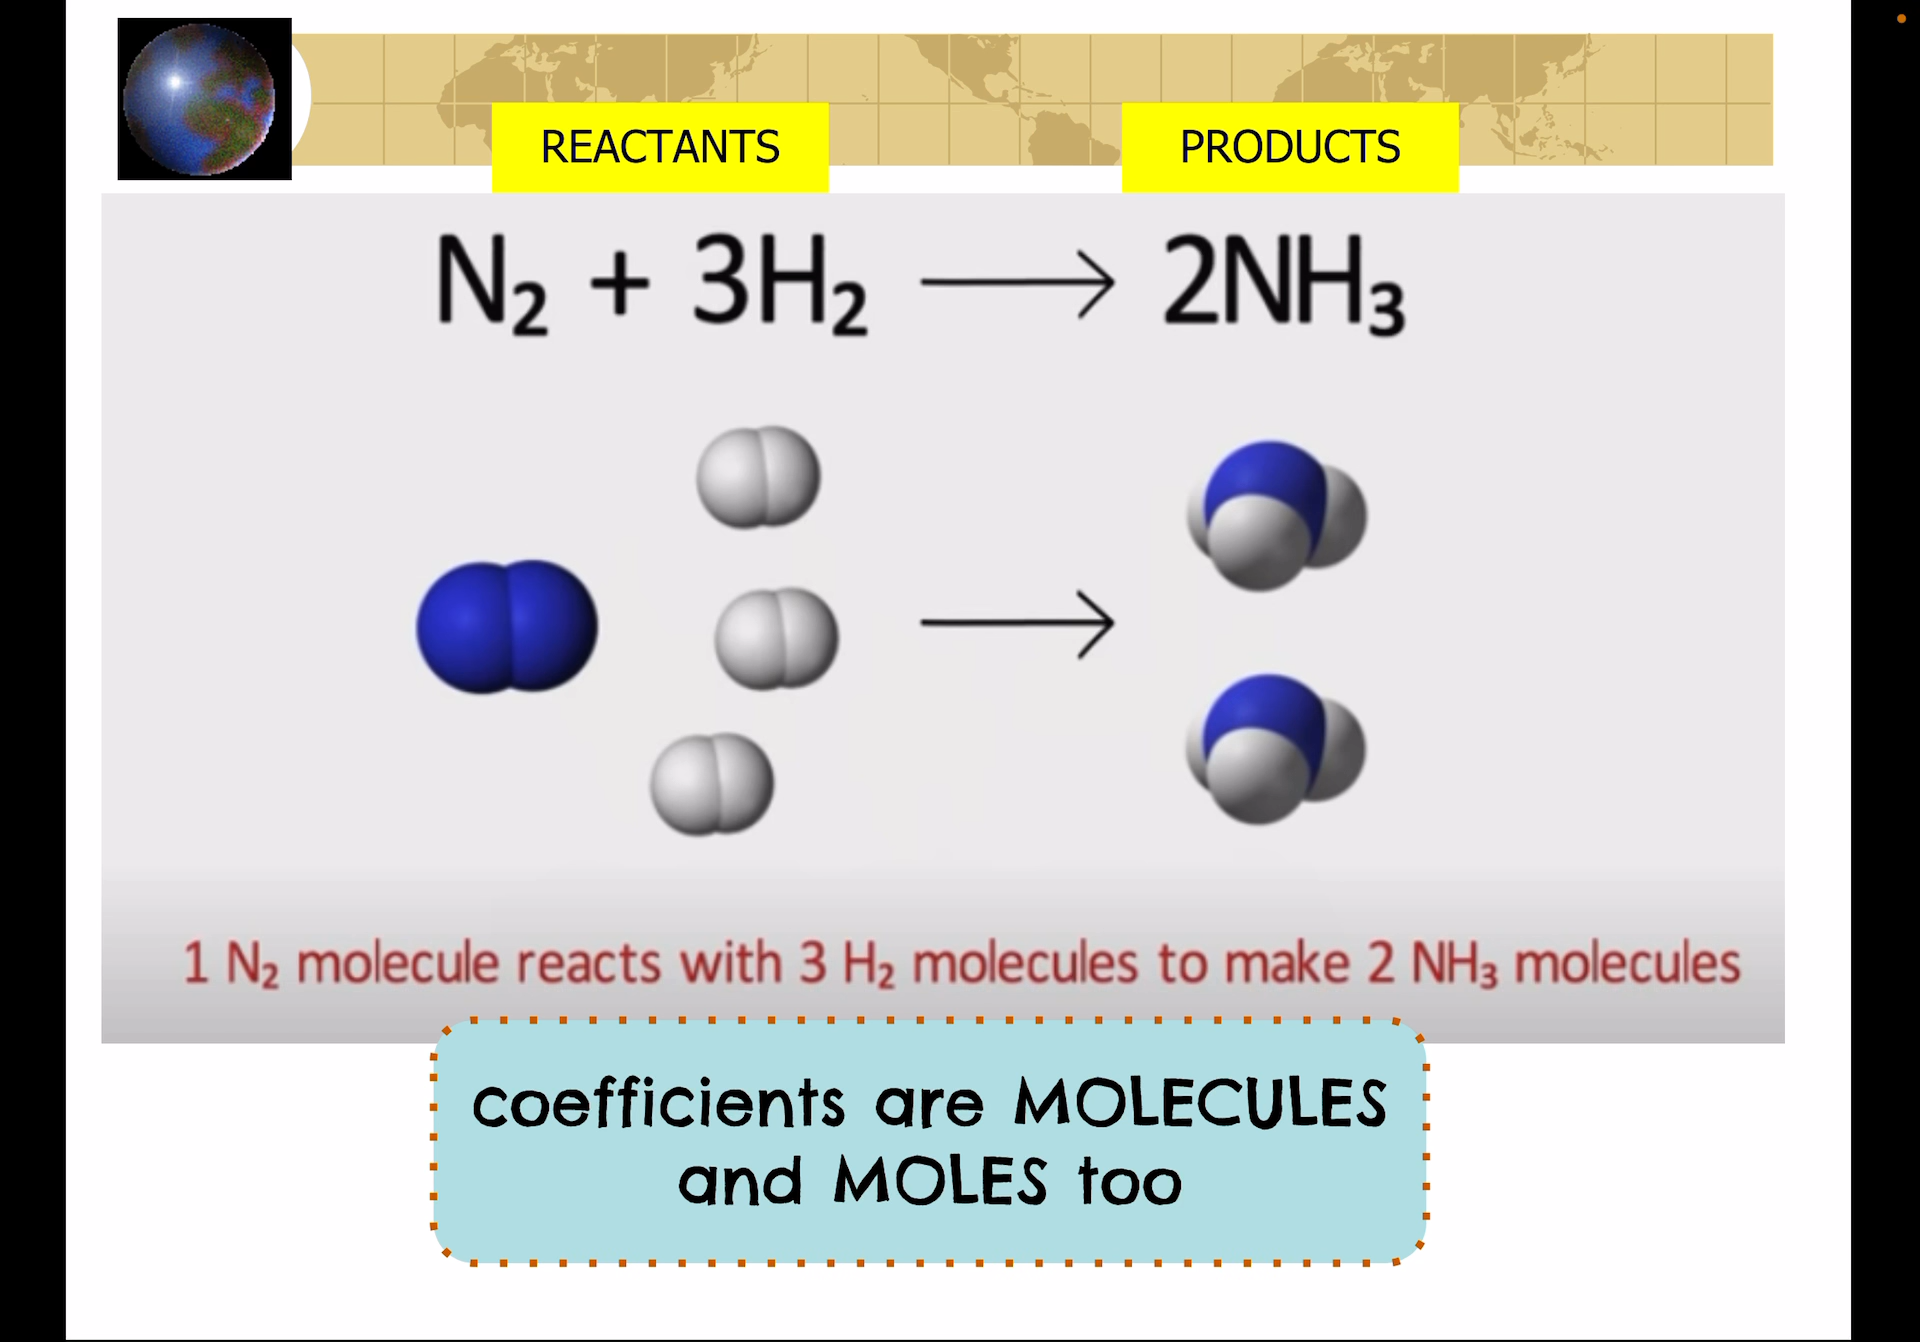 REACTANTS PRODUCTS
N₂ + 3H₂ ⟶ 2NH₃
1 N₂ molecule reacts with 3 H₂ molecules to make 2 NH₃ molecules
coefficients are MOLECULES
and MOLES too